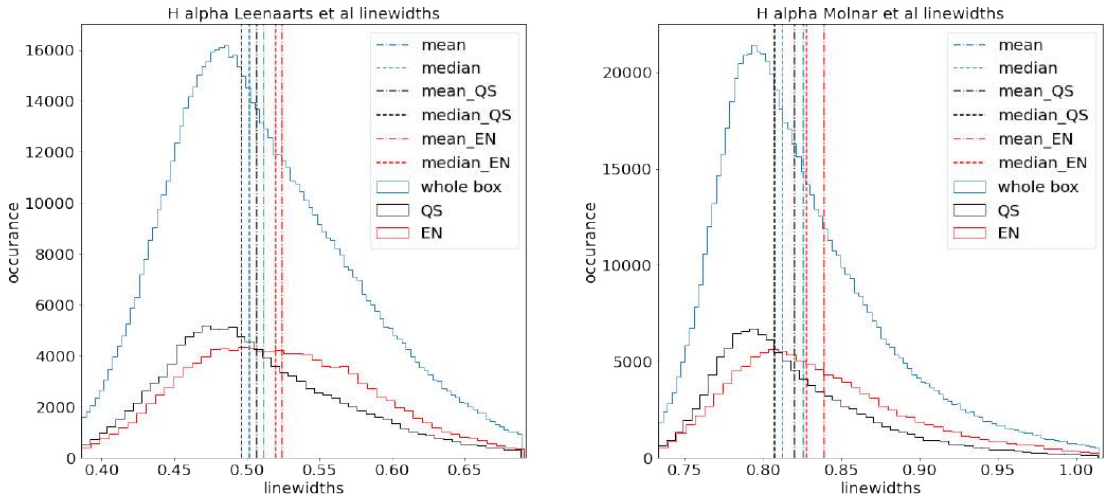 H alpha Leenaarts et al linewidths
16000
14000
12000
10000
8000
6000
4000
2000
0
occurance
0.40 0.45 0.50 0.55 0.60 0.65
linewidths
mean
median
mean_QS
median_QS
mean_EN
median_EN
whole box
QS
EN
H alpha Molnar et al linewidths
20000
15000
10000
5000
0
occurance
0.75 0.80 0.85 0.90 0.95 1.00
linewidths
mean
median
mean_QS
median_QS
mean_EN
median_EN
whole box
QS
EN